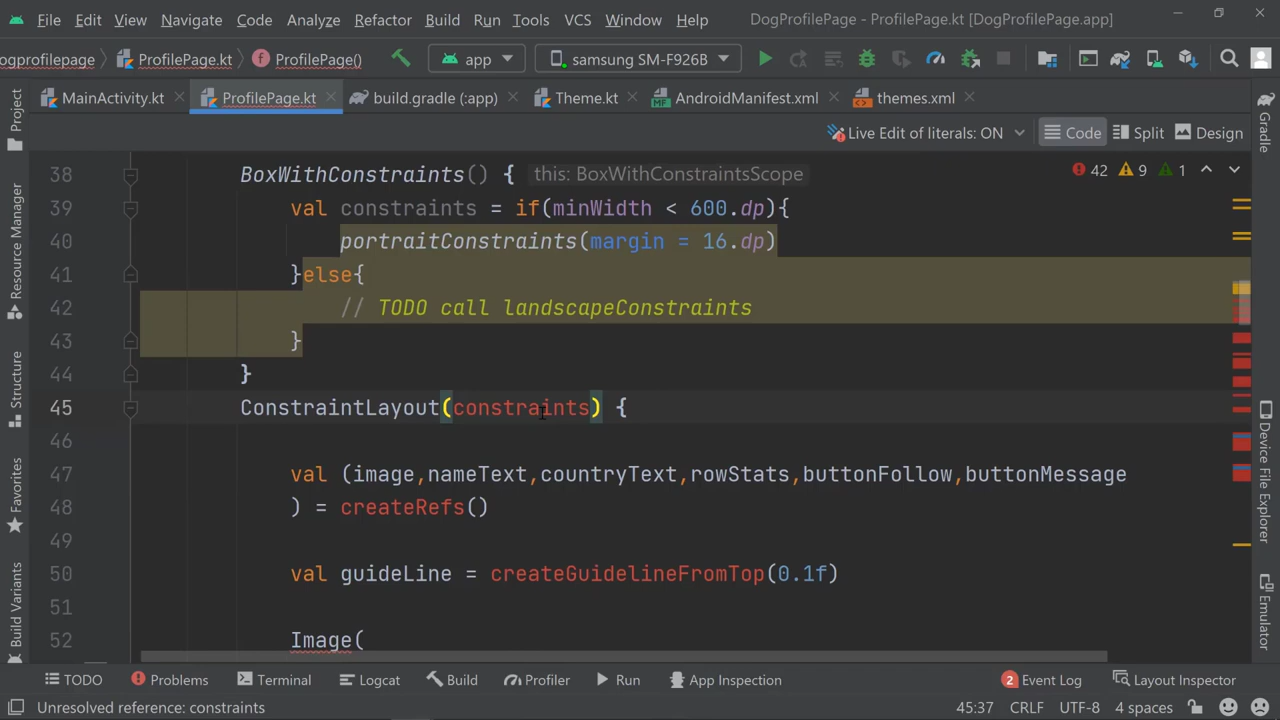 File Edit View Navigate Code Analyze Refactor Build Run Tools VCS Window Help DogProfilePage - ProfilePage.kt [DogProfilePage.app]
ogprofilepage ProfilePage.kt ProfilePage() app samsung SM-F926B
MainActivity.kt ProfilePage.kt build.gradle (:app) Theme.kt AndroidManifest.xml themes.xml
Live Edit of literals: ON Code Split Design
42 9 1
38 BoxWithConstraints() { this: BoxWithConstraintsScope
39 val constraints = if(minWidth < 600.dp){
40 portraitConstraints(margin = 16.dp)
41 }else{
42 // TODO call landscapeConstraints
43 }
44 }
45 ConstraintLayout(constraints) {
46
47 val (image,nameText,countryText,rowStats,buttonFollow,buttonMessage
48 ) = createRefs()
49
50 val guideLine = createGuidelineFromTop(0.1f)
51
52 Image(
Project
Resource Manager
Structure
Favorites
Build Variants
Gradle
Device File Explorer
Emulator
TODO Problems Terminal Logcat Build Profiler Run App Inspection 2 Event Log Layout Inspector
Unresolved reference: constraints 45:37 CRLF UTF-8 4 spaces